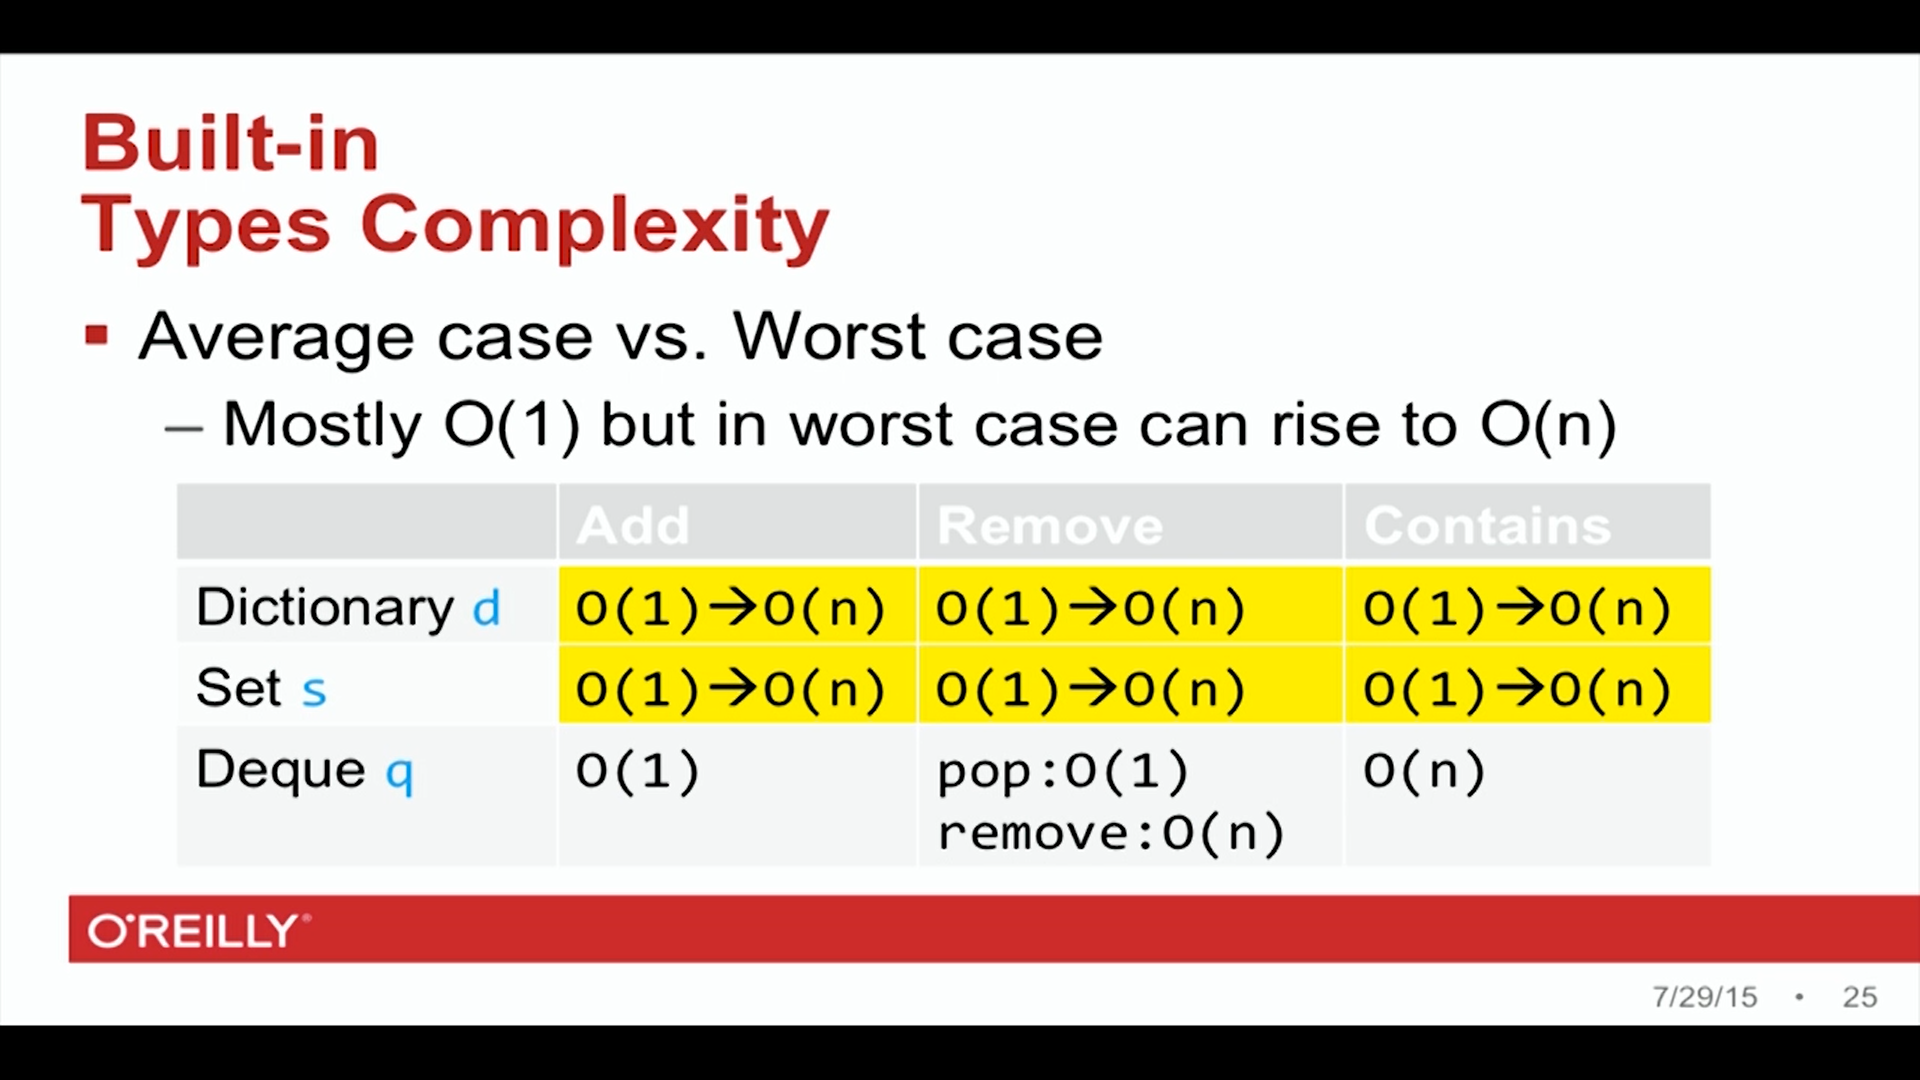 Built-in
Types Complexity
▪ Average case vs. Worst case
– Mostly O(1) but in worst case can rise to O(n)
Add Remove Contains
Dictionary d O(1)→O(n) O(1)→O(n) O(1)→O(n)
Set s O(1)→O(n) O(1)→O(n) O(1)→O(n)
Deque q O(1) pop:O(1) O(n)
remove:O(n)
O'REILLY®
7/29/15 • 25